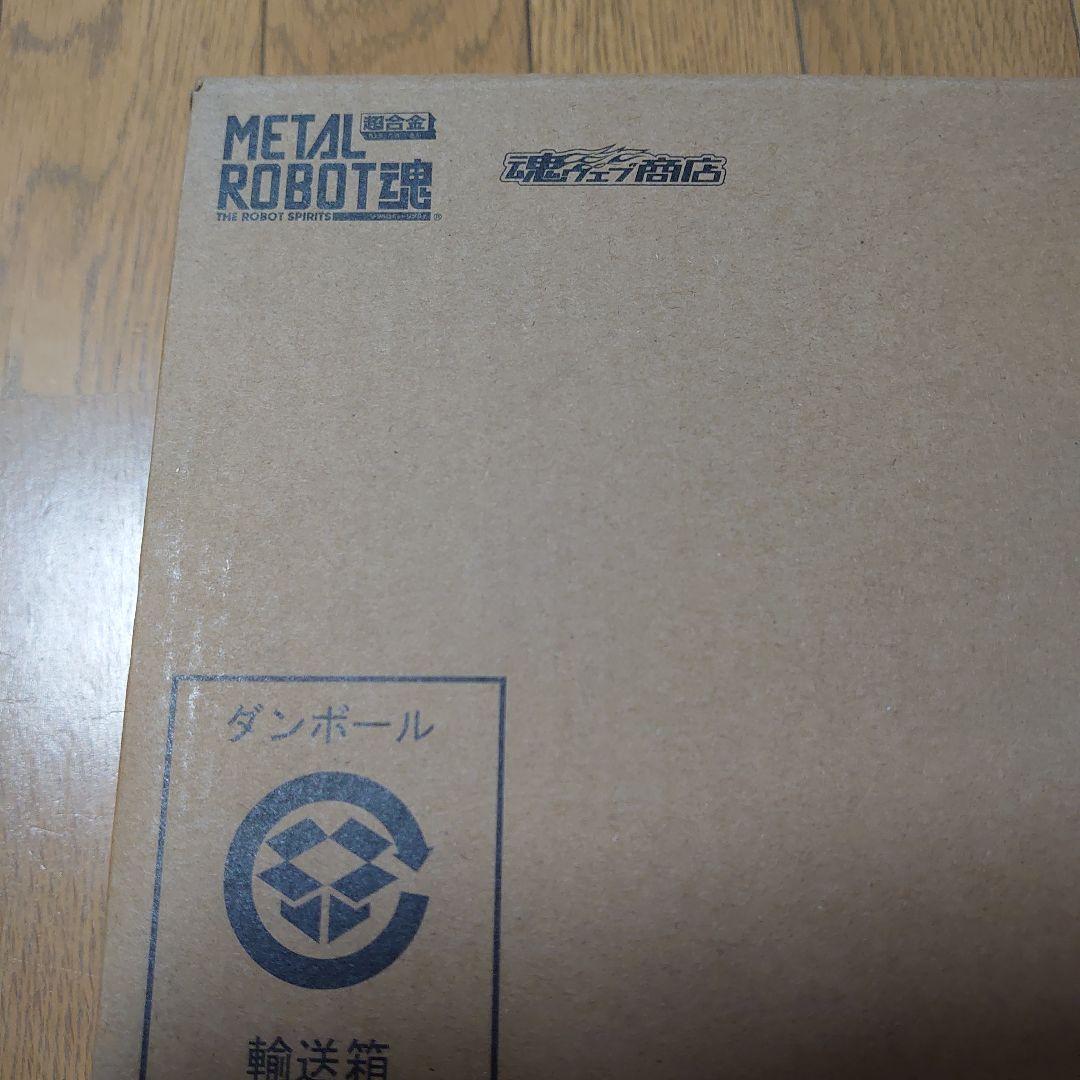 METAL 超合金
ROBOT魂
THE ROBOT SPIRITS ®
魂ウェブ商店
ダンボール
輸送箱